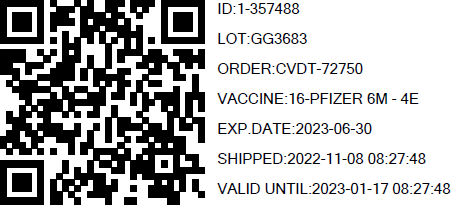 ID:1-357488
LOT:GG3683
ORDER:CVDT-72750
VACCINE:16-PFIZER 6M - 4E
EXP.DATE:2023-06-30
SHIPPED:2022-11-08 08:27:48
VALID UNTIL:2023-01-17 08:27:48